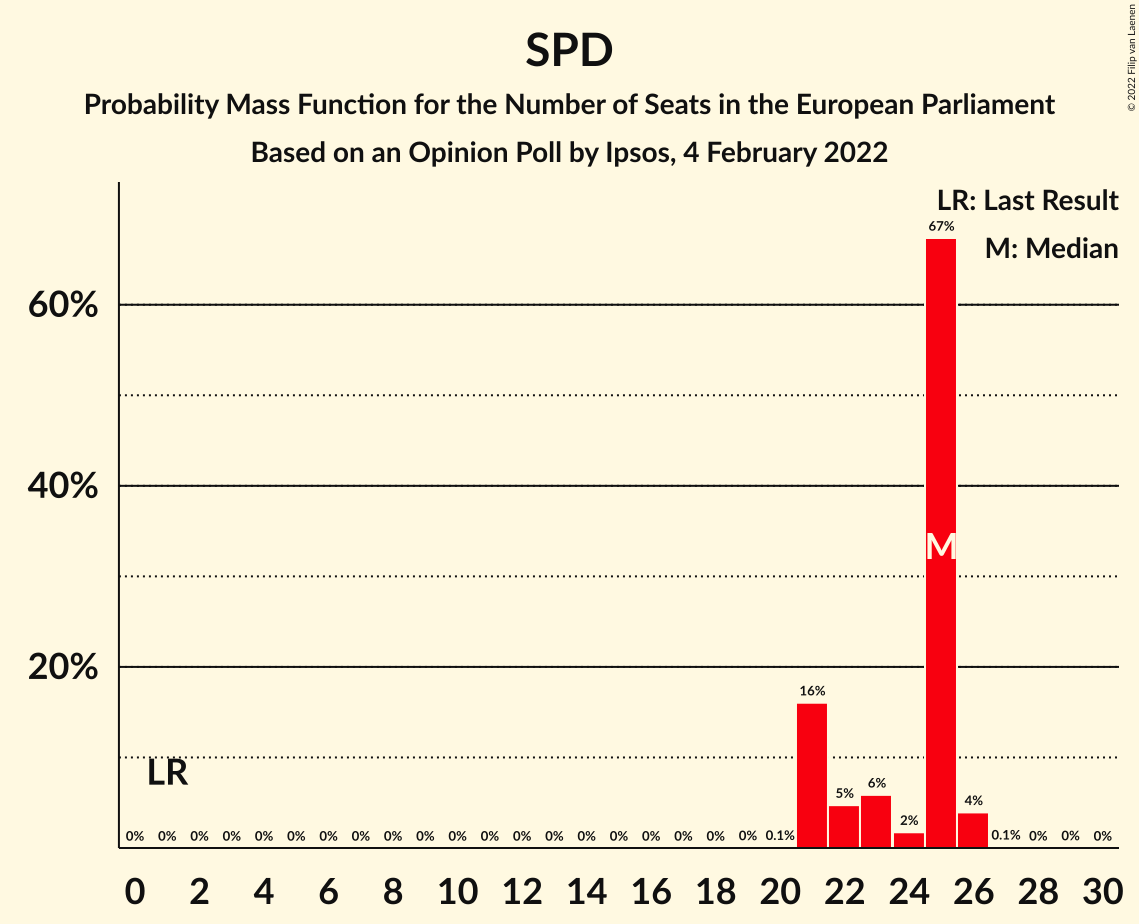 SPD
Probability Mass Function for the Number of Seats in the European Parliament
Based on an Opinion Poll by Ipsos, 4 February 2022
© 2022 Filip van Laenen
LR: Last Result
M: Median
67%
60%
40%
M
20%
16%
LR
5% 6% 2% 4%
0% 0% 0% 0% 0% 0% 0% 0% 0% 0% 0% 0% 0% 0% 0% 0% 0% 0% 0% 0% 0.1% 0.1% 0% 0% 0%
0 2 4 6 8 10 12 14 16 18 20 22 24 26 28 30